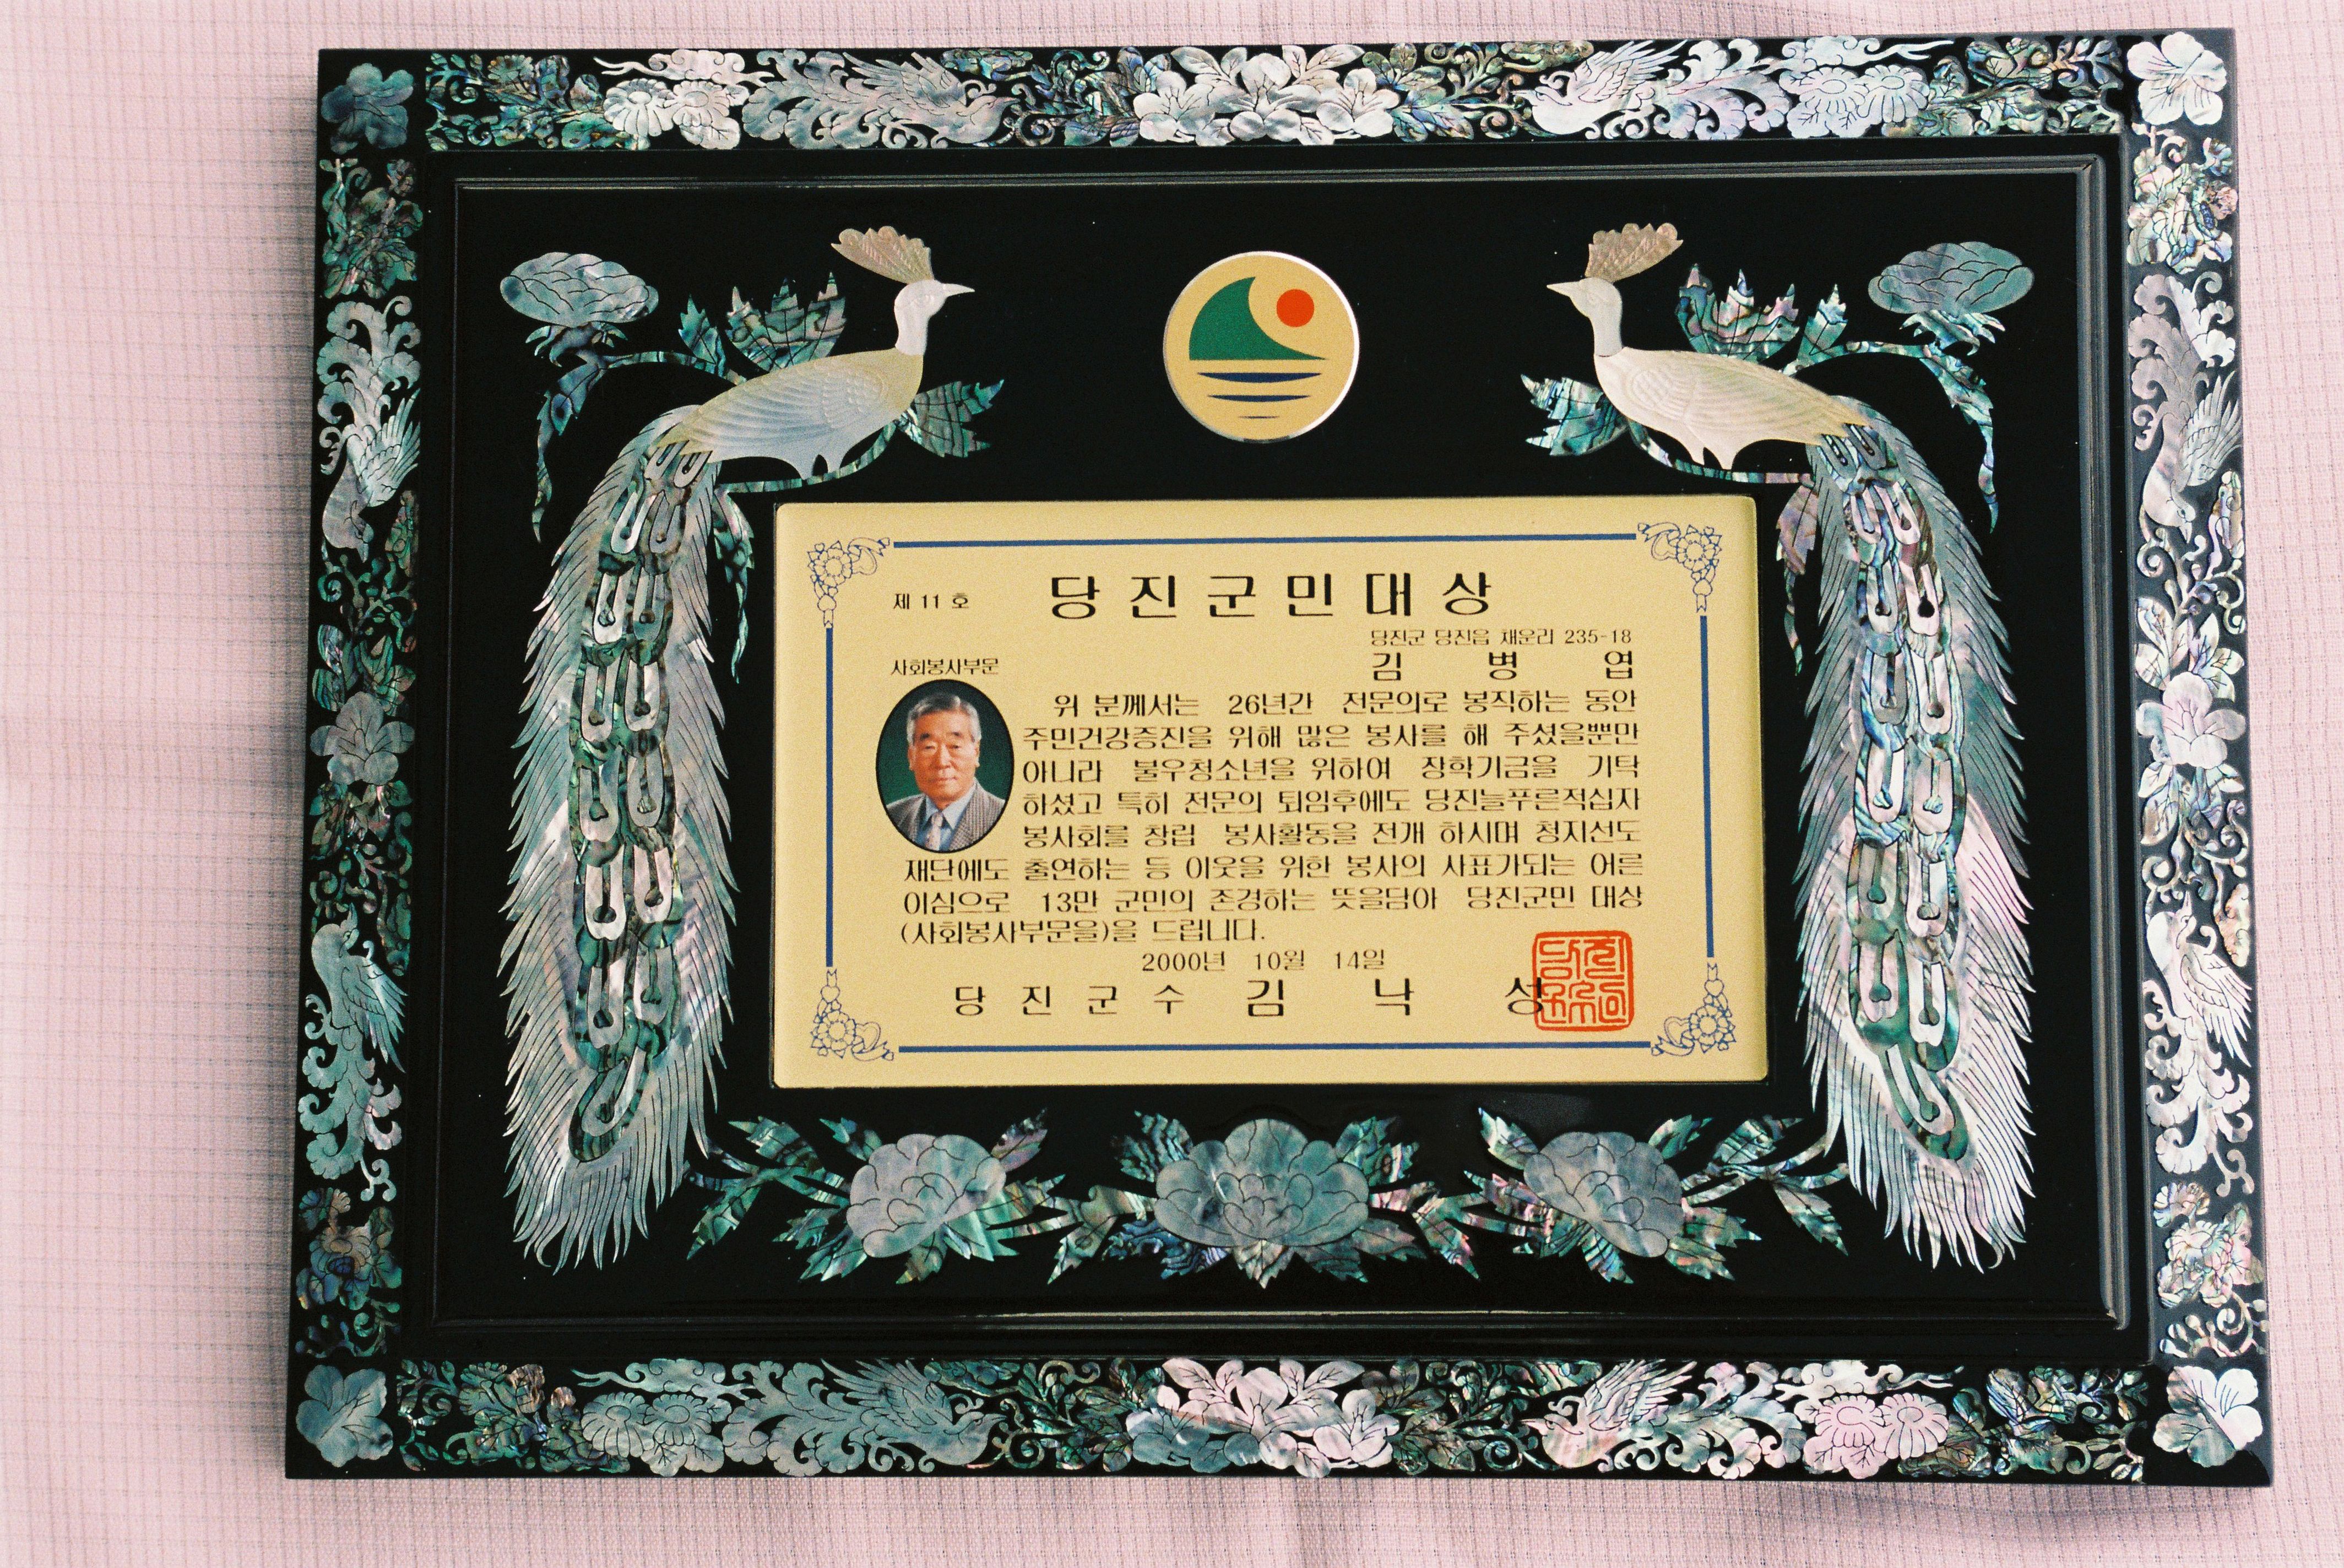 제 11 호
당진군민대상
당진군 당진읍 채운리 235-18
사회봉사부문
김 병 엽
위 분께서는 26년간 전문의로 봉직하는 동안
주민건강증진을 위해 많은 봉사를 해 주셨을뿐만
아니라 불우청소년을 위하여 장학기금을 기탁
하셨고 특히 전문의 퇴임후에도 당진늘푸른적십자
봉사회를 창립 봉사활동을 전개 하시며 청지선도
재단에도 출연하는 등 이웃을 위한 봉사의 사표가되는 어른
이심으로 13만 군민의 존경하는 뜻을담아 당진군민 대상
(사회봉사부문을)을 드립니다.
2000년 10월 14일
당 진 군 수 김 낙 성